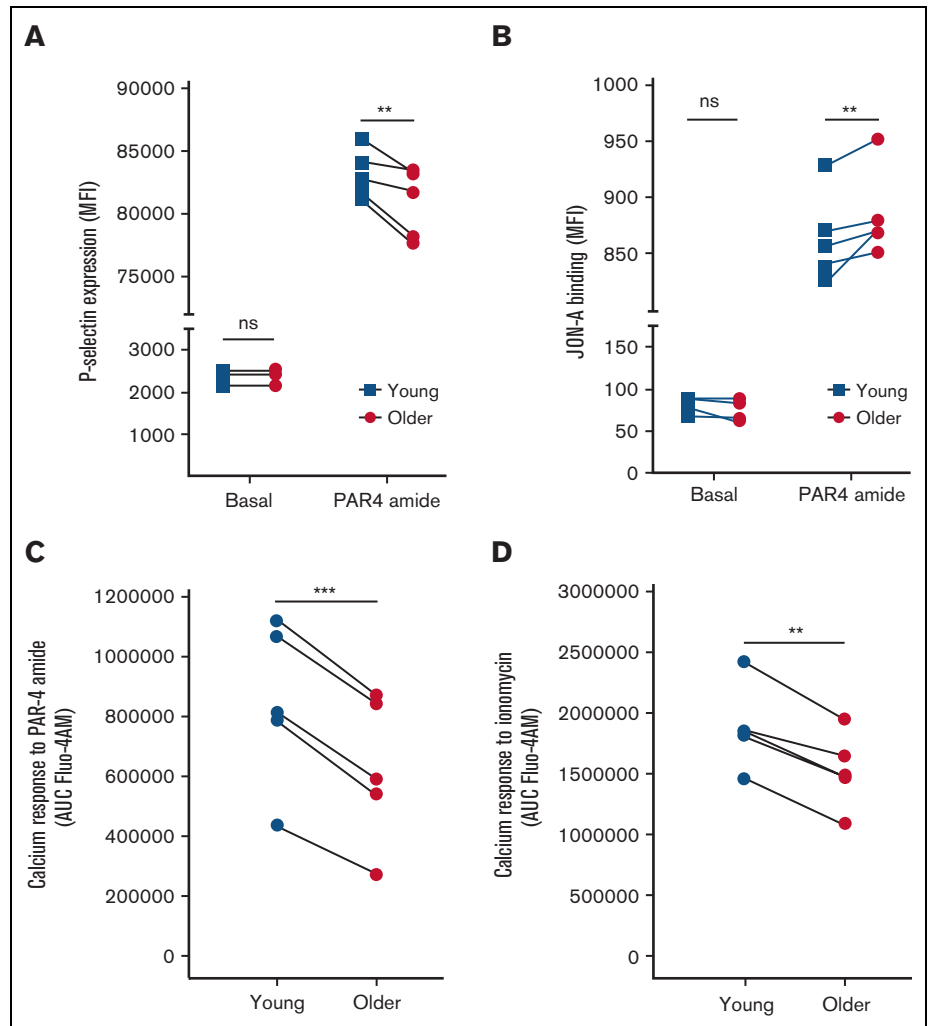 A
P-selectin expression (MFI)
90000
85000
80000
75000
3000
2000
1000
**
ns
Young
Older
Basal
PAR4 amide
B
JON-A binding (MFI)
1000
950
900
850
150
100
50
0
ns
**
Young
Older
Basal
PAR4 amide
C
Calcium response to PAR-4 amide
(AUC Fluo-4AM)
1200000
1000000
800000
600000
400000
200000
0
***
Young
Older
D
Calcium response to ionomycin
(AUC Fluo-4AM)
3000000
2500000
2000000
1500000
1000000
500000
0
**
Young
Older